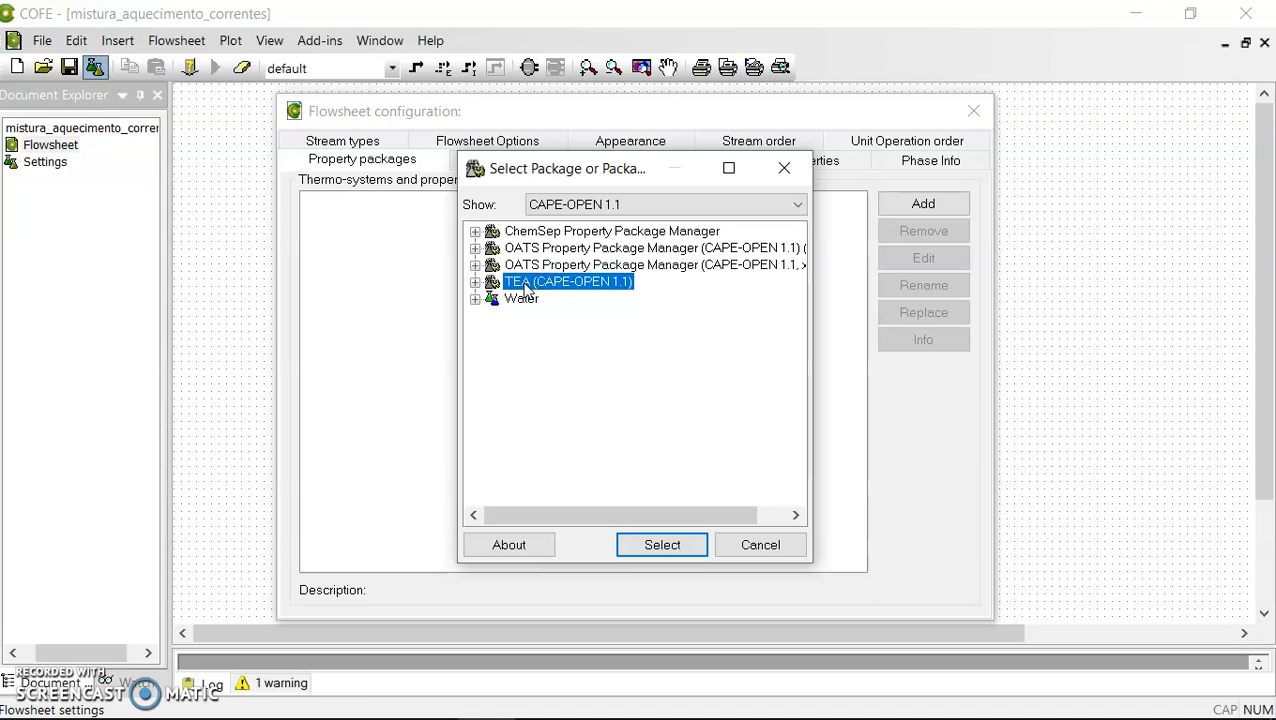 COFE - [mistura_aquecimento_correntes]
File Edit Insert Flowsheet Plot View Add-ins Window Help
default
Document Explorer
mistura_aquecimento_correr
Flowsheet
Settings
Flowsheet configuration:
Stream types Flowsheet Options Appearance Stream order Unit Operation order
Property packages erties Phase Info
Thermo-systems and proper
Select Package or Packa...
Show: CAPE-OPEN 1.1
ChemSep Property Package Manager
OATS Property Package Manager (CAPE-OPEN 1.1) (
OATS Property Package Manager (CAPE-OPEN 1.1, x
TEA (CAPE-OPEN 1.1)
Water
Add
Remove
Edit
Rename
Replace
Info
About Select Cancel
Description:
RECORDED WITH
SCREENCAST MATIC
Document ... Watch
Log 1 warning
Flowsheet settings
CAP NUM